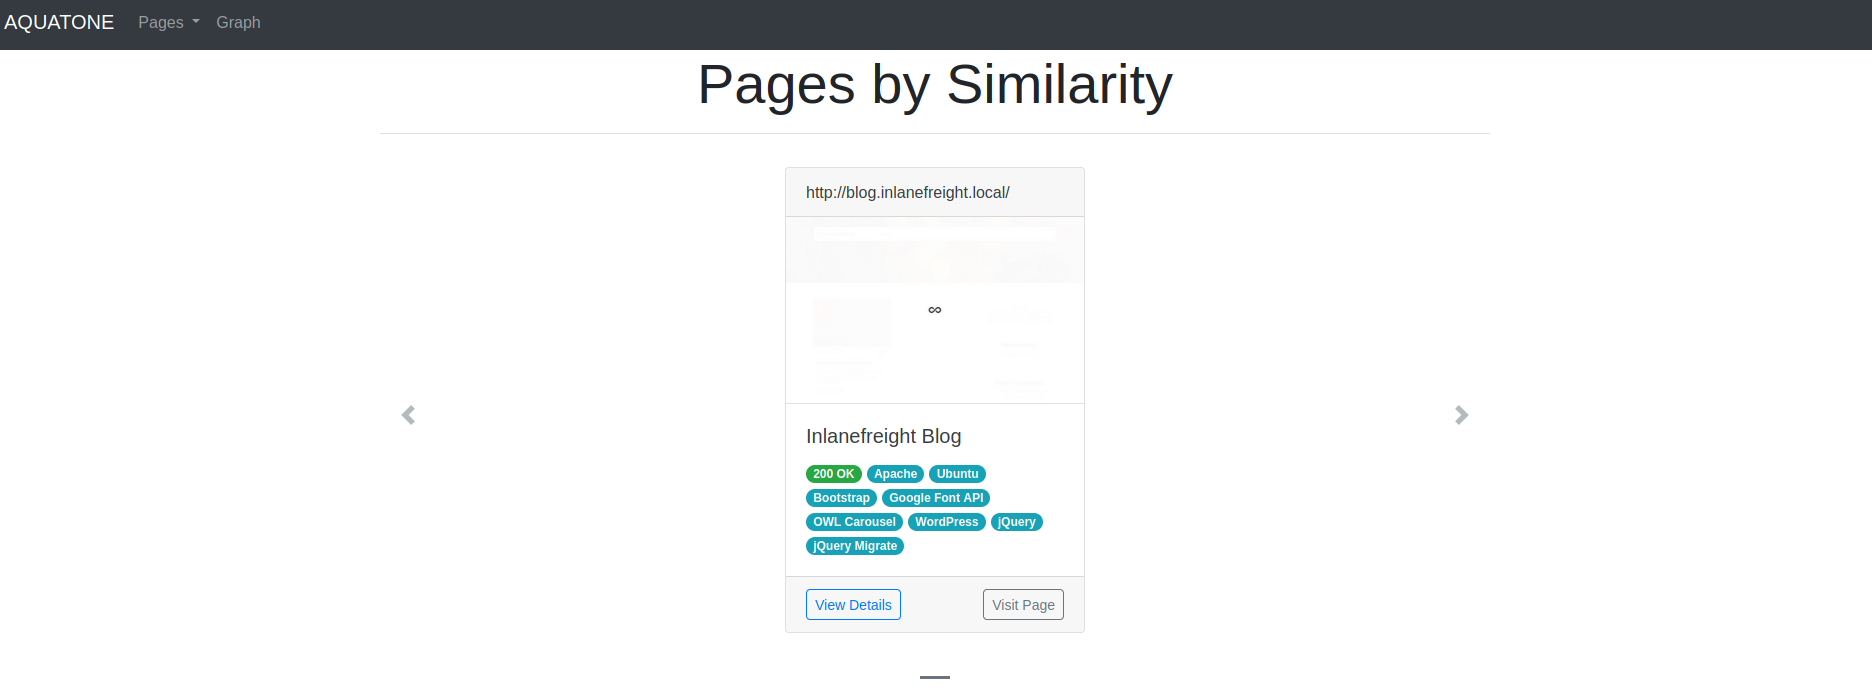 AQUATONE Pages Graph
Pages by Similarity
http://blog.inlanefreight.local/
∞
Inlanefreight Blog
200 OK Apache Ubuntu
Bootstrap Google Font API
OWL Carousel WordPress jQuery
jQuery Migrate
View Details Visit Page